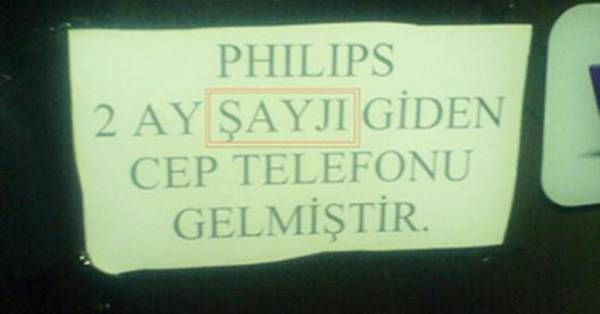 PHILIPS
2 AY ŞAYJI GİDEN
CEP TELEFONU
GELMİŞTİR.